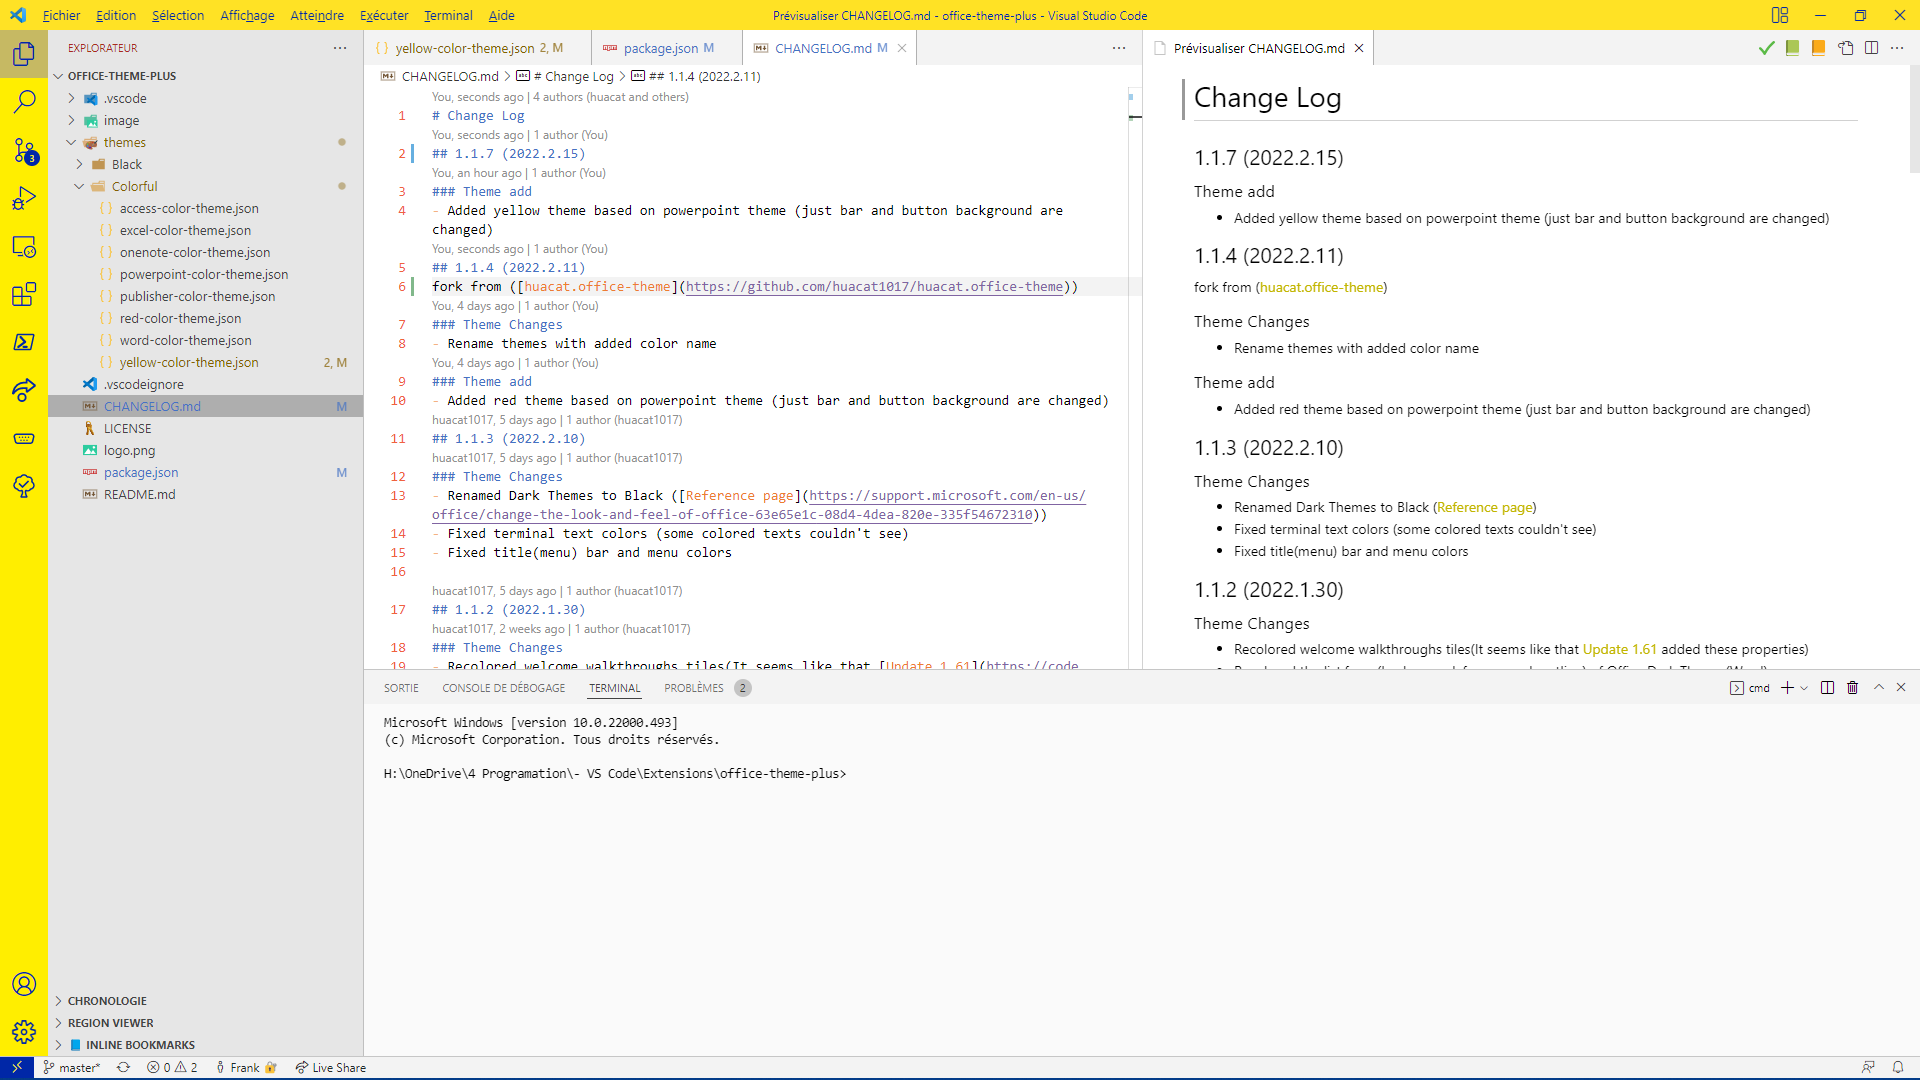 Fichier Edition Sélection Affichage Atteindre Exécuter Terminal Aide
Prévisualiser CHANGELOG.md - office-theme-plus - Visual Studio Code
EXPLORATEUR
OFFICE-THEME-PLUS
.vscode
image
themes
Black
Colorful
access-color-theme.json
excel-color-theme.json
onenote-color-theme.json
powerpoint-color-theme.json
publisher-color-theme.json
red-color-theme.json
word-color-theme.json
yellow-color-theme.json 2, M
.vscodeignore
CHANGELOG.md M
LICENSE
logo.png
package.json M
README.md
CHRONOLOGIE
REGION VIEWER
INLINE BOOKMARKS
3
yellow-color-theme.json 2, M
package.json M
CHANGELOG.md M
CHANGELOG.md > # Change Log > ## 1.1.4 (2022.2.11)
You, seconds ago | 4 authors (huacat and others)
1 # Change Log
You, seconds ago | 1 author (You)
2 ## 1.1.7 (2022.2.15)
You, an hour ago | 1 author (You)
3 ### Theme add
4 - Added yellow theme based on powerpoint theme (just bar and button background are
changed)
You, seconds ago | 1 author (You)
5 ## 1.1.4 (2022.2.11)
6 fork from ([huacat.office-theme](https://github.com/huacat1017/huacat.office-theme))
You, 4 days ago | 1 author (You)
7 ### Theme Changes
8 - Rename themes with added color name
You, 4 days ago | 1 author (You)
9 ### Theme add
10 - Added red theme based on powerpoint theme (just bar and button background are changed)
huacat1017, 5 days ago | 1 author (huacat1017)
11 ## 1.1.3 (2022.2.10)
huacat1017, 5 days ago | 1 author (huacat1017)
12 ### Theme Changes
13 - Renamed Dark Themes to Black ([Reference page](https://support.microsoft.com/en-us/
office/change-the-look-and-feel-of-office-63e65e1c-08d4-4dea-820e-335f54672310))
14 - Fixed terminal text colors (some colored texts couldn't see)
15 - Fixed title(menu) bar and menu colors
16
huacat1017, 5 days ago | 1 author (huacat1017)
17 ## 1.1.2 (2022.1.30)
huacat1017, 2 weeks ago | 1 author (huacat1017)
18 ### Theme Changes
19 - Recolored welcome walkthroughs tiles(It seems like that [Update 1.61](https://code
Prévisualiser CHANGELOG.md
Change Log
1.1.7 (2022.2.15)
Theme add
• Added yellow theme based on powerpoint theme (just bar and button background are changed)
1.1.4 (2022.2.11)
fork from (huacat.office-theme)
Theme Changes
• Rename themes with added color name
Theme add
• Added red theme based on powerpoint theme (just bar and button background are changed)
1.1.3 (2022.2.10)
Theme Changes
• Renamed Dark Themes to Black (Reference page)
• Fixed terminal text colors (some colored texts couldn't see)
• Fixed title(menu) bar and menu colors
1.1.2 (2022.1.30)
Theme Changes
• Recolored welcome walkthroughs tiles(It seems like that Update 1.61 added these properties)
SORTIE CONSOLE DE DÉBOGAGE TERMINAL PROBLÈMES 2
cmd
Microsoft Windows [version 10.0.22000.493]
(c) Microsoft Corporation. Tous droits réservés.
H:\OneDrive\4 Programation\- VS Code\Extensions\office-theme-plus>
master* 0 2 Frank Live Share